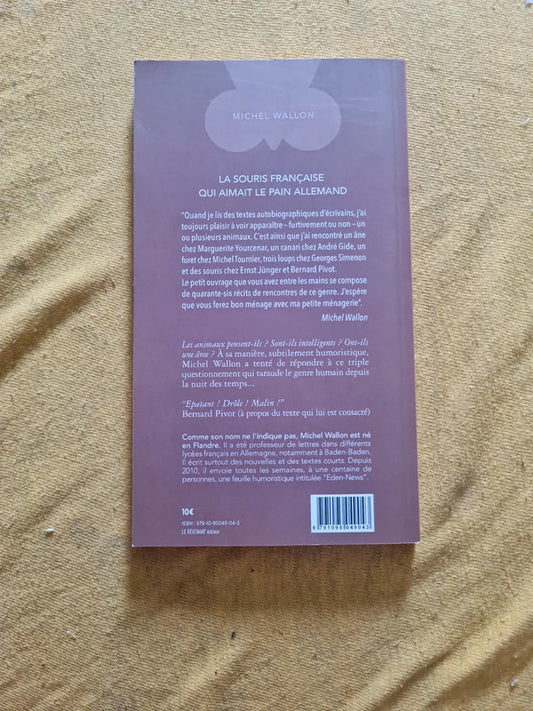 MICHEL WALLON
LA SOURIS FRANÇAISE
QUI AIMAIT LE PAIN ALLEMAND
"Quand je lis des textes autobiographiques d'écrivains, j'ai
toujours plaisir à voir apparaître – furtivement ou non – un
ou plusieurs animaux. C'est ainsi que j'ai rencontré un âne
chez Marguerite Yourcenar, un canari chez André Gide, un
furet chez Michel Tournier, trois loups chez Georges Simenon
et des souris chez Ernst Jünger et Bernard Pivot.
Le petit ouvrage que vous avez entre les mains se compose
de quarante-six récits de rencontres de ce genre. J'espère
que vous ferez bon ménage avec ma petite ménagerie".
Michel Wallon
Les animaux pensent-ils ? Sont-ils intelligents ? Ont-ils
une âme ? À sa manière, subtilement humoristique,
Michel Wallon a tenté de répondre à ce triple
questionnement qui taraude le genre humain depuis
la nuit des temps...
"Epatant ! Drôle ! Malin !"
Bernard Pivot (à propos du texte qui lui est consacré)
Comme son nom ne l'indique pas, Michel Wallon est né
en Flandre. Il a été professeur de lettres dans différents
lycées français en Allemagne, notamment à Baden-Baden.
Il écrit surtout des nouvelles et des textes courts. Depuis
2010, il envoie toutes les semaines, à une centaine de
personnes, une feuille humoristique intitulée "Eden-News".
10€
ISBN : 979-10-95049-04-3
LE REVENANT éditeur
9 791095 049043